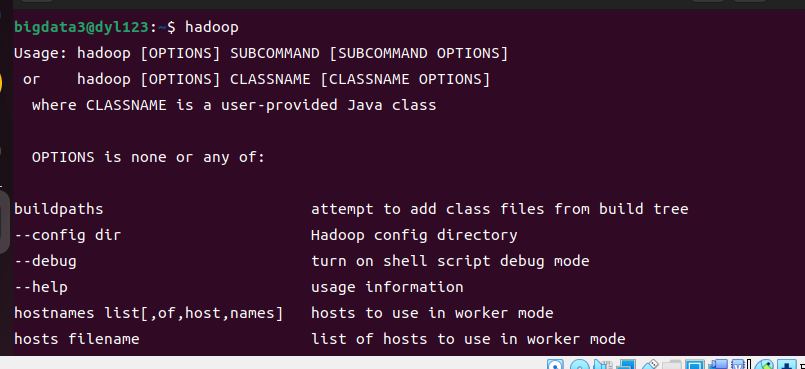 bigdata3@dyl123:~$ hadoop
Usage: hadoop [OPTIONS] SUBCOMMAND [SUBCOMMAND OPTIONS]
or hadoop [OPTIONS] CLASSNAME [CLASSNAME OPTIONS]
where CLASSNAME is a user-provided Java class
OPTIONS is none or any of:
buildpaths attempt to add class files from build tree
--config dir Hadoop config directory
--debug turn on shell script debug mode
--help usage information
hostnames list[,of,host,names] hosts to use in worker mode
hosts filename list of hosts to use in worker mode